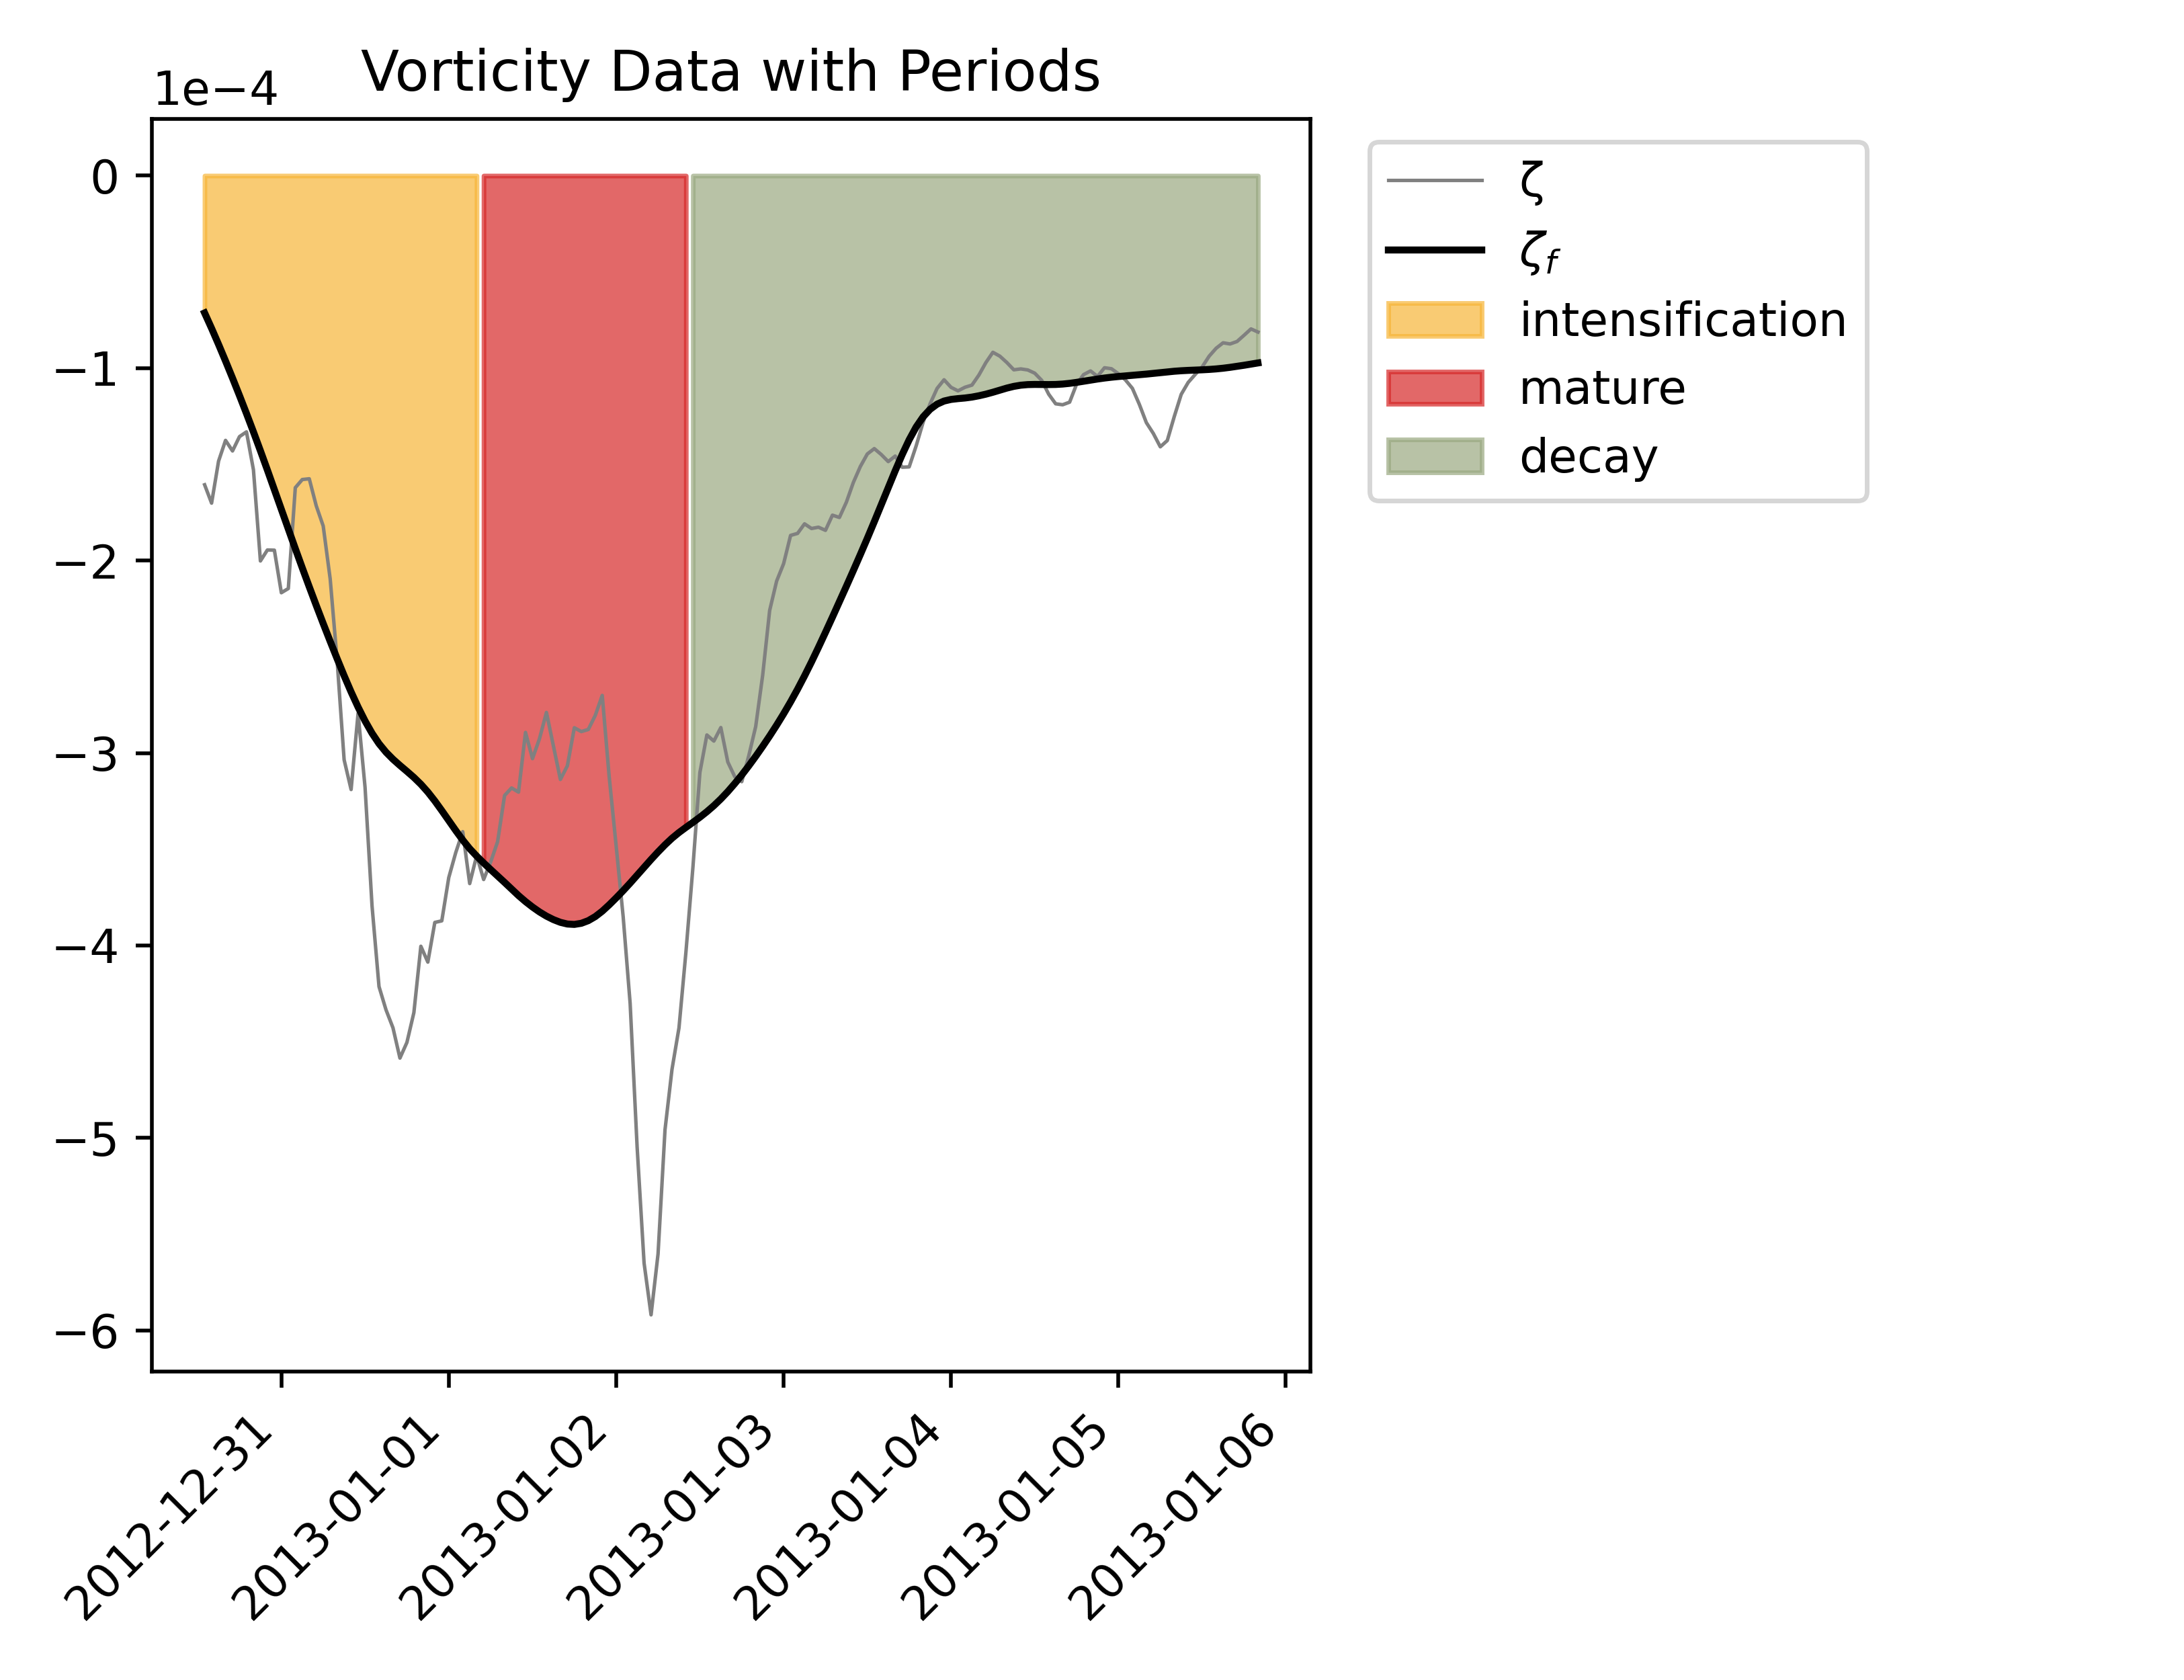 Vorticity Data with Periods
1e−4
0
−1
−2
−3
−4
−5
−6
2012-12-31
2013-01-01
2013-01-02
2013-01-03
2013-01-04
2013-01-05
2013-01-06
ζ
ζf
intensification
mature
decay